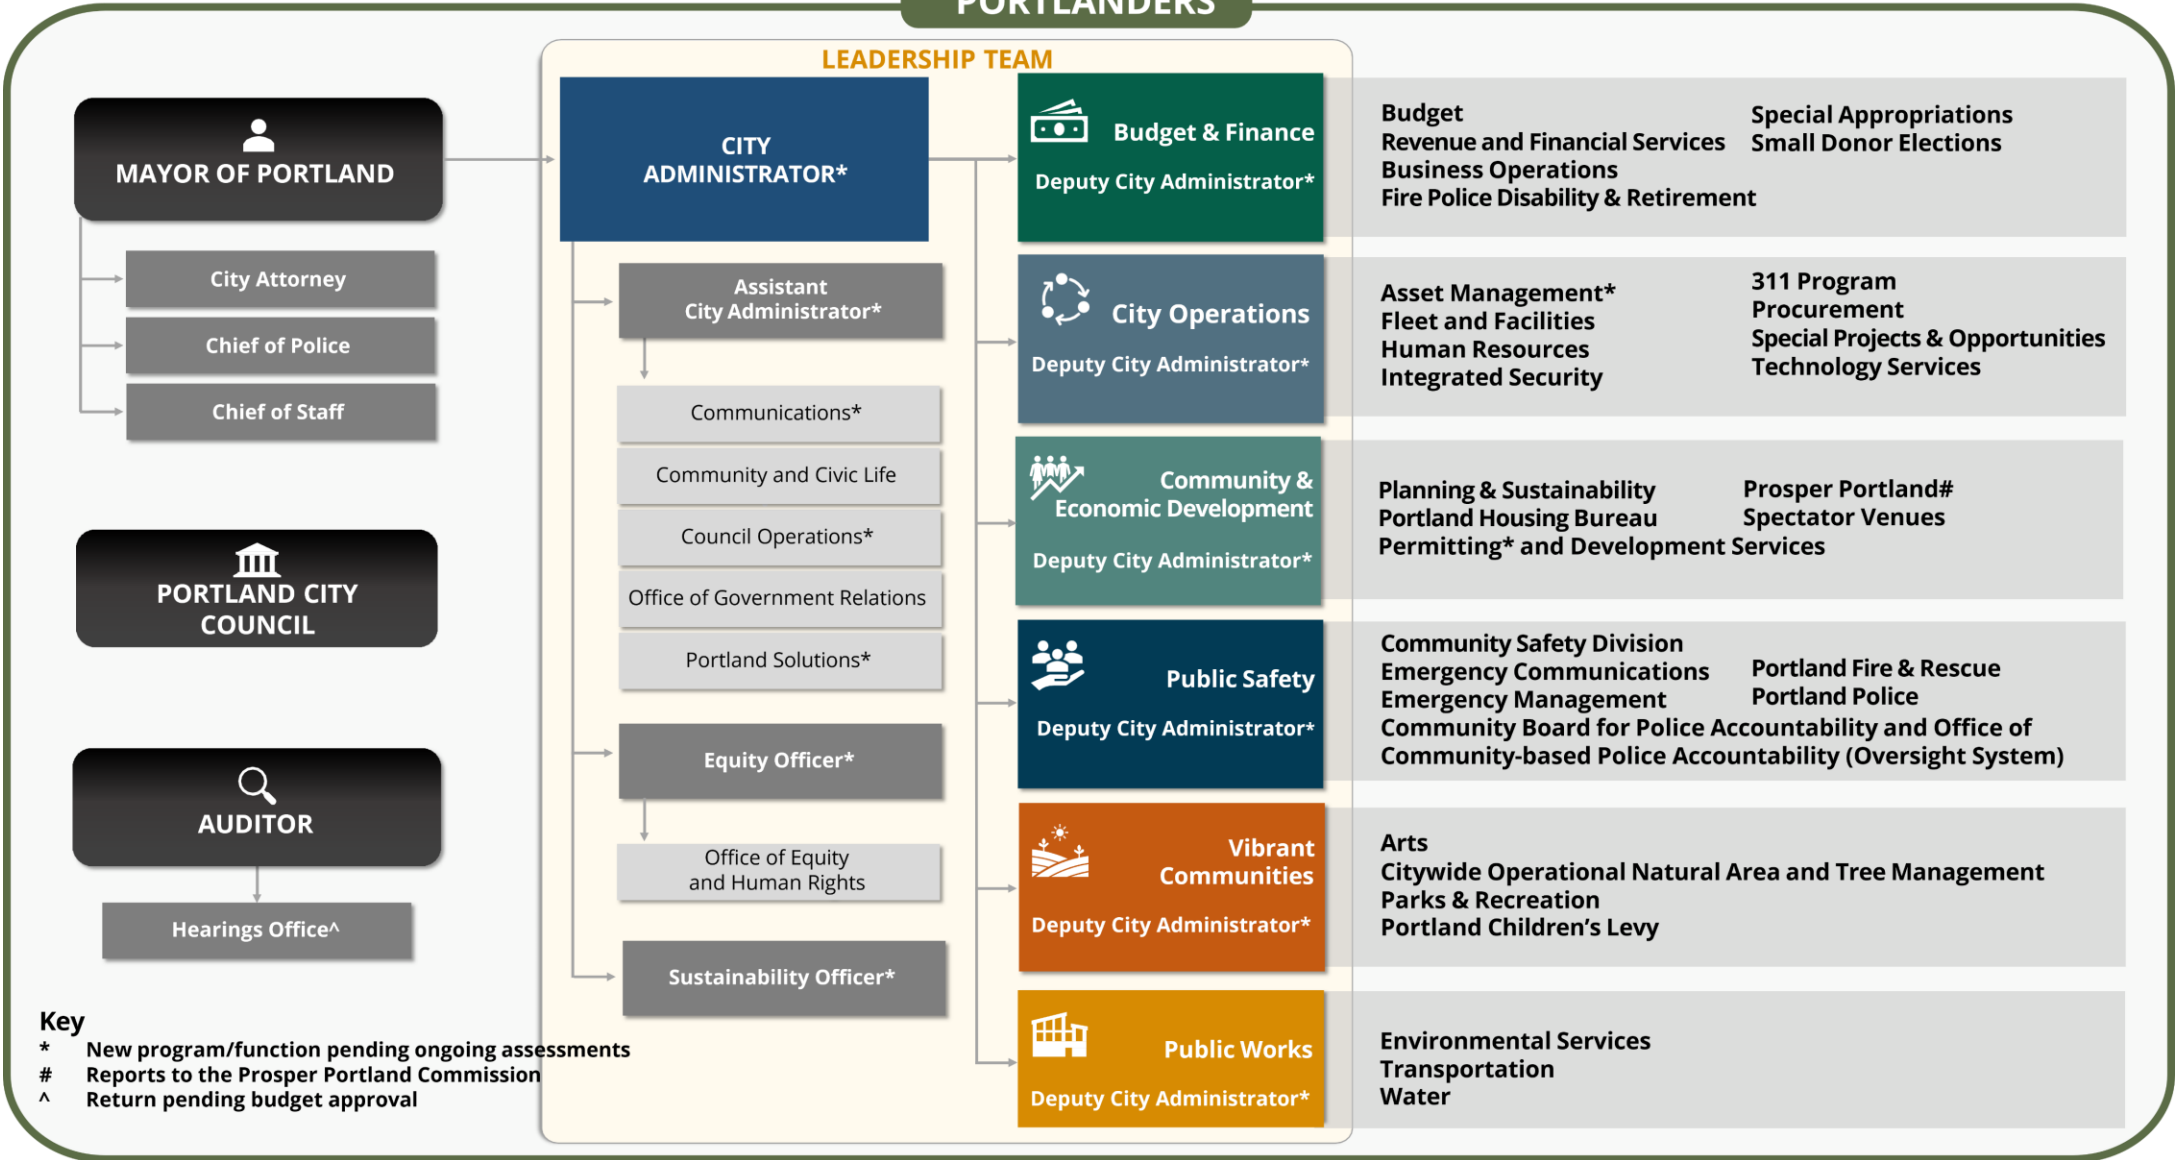 PORTLANDERS
LEADERSHIP TEAM
MAYOR OF PORTLAND
City Attorney
Chief of Police
Chief of Staff
PORTLAND CITY
COUNCIL
AUDITOR
Hearings Office^
Key
* New program/function pending ongoing assessments
# Reports to the Prosper Portland Commission
^ Return pending budget approval
CITY
ADMINISTRATOR*
Assistant
City Administrator*
Communications*
Community and Civic Life
Council Operations*
Office of Government Relations
Portland Solutions*
Equity Officer*
Office of Equity
and Human Rights
Sustainability Officer*
Budget & Finance
Deputy City Administrator*
Budget
Revenue and Financial Services
Business Operations
Fire Police Disability & Retirement
Special Appropriations
Small Donor Elections
City Operations
Deputy City Administrator*
Asset Management*
Fleet and Facilities
Human Resources
Integrated Security
311 Program
Procurement
Special Projects & Opportunities
Technology Services
Community &
Economic Development
Deputy City Administrator*
Planning & Sustainability
Portland Housing Bureau
Permitting* and Development Services
Prosper Portland#
Spectator Venues
Public Safety
Deputy City Administrator*
Community Safety Division
Emergency Communications
Emergency Management
Portland Fire & Rescue
Portland Police
Community Board for Police Accountability and Office of
Community-based Police Accountability (Oversight System)
Vibrant
Communities
Deputy City Administrator*
Arts
Citywide Operational Natural Area and Tree Management
Parks & Recreation
Portland Children’s Levy
Public Works
Deputy City Administrator*
Environmental Services
Transportation
Water